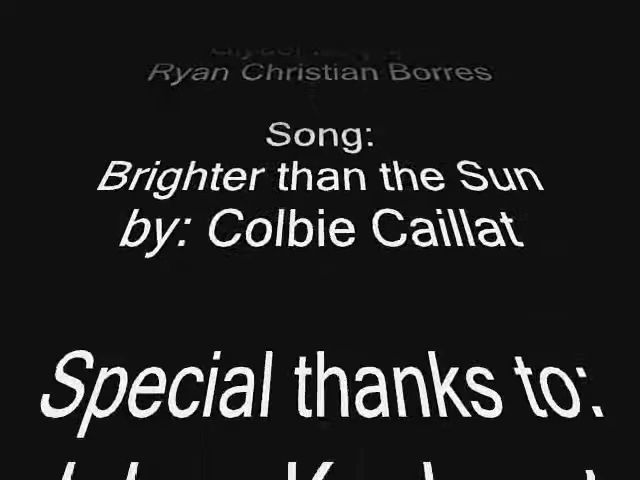 Ryan Christian Borres
Song:
Brighter than the Sun
by: Colbie Caillat
Special thanks to: